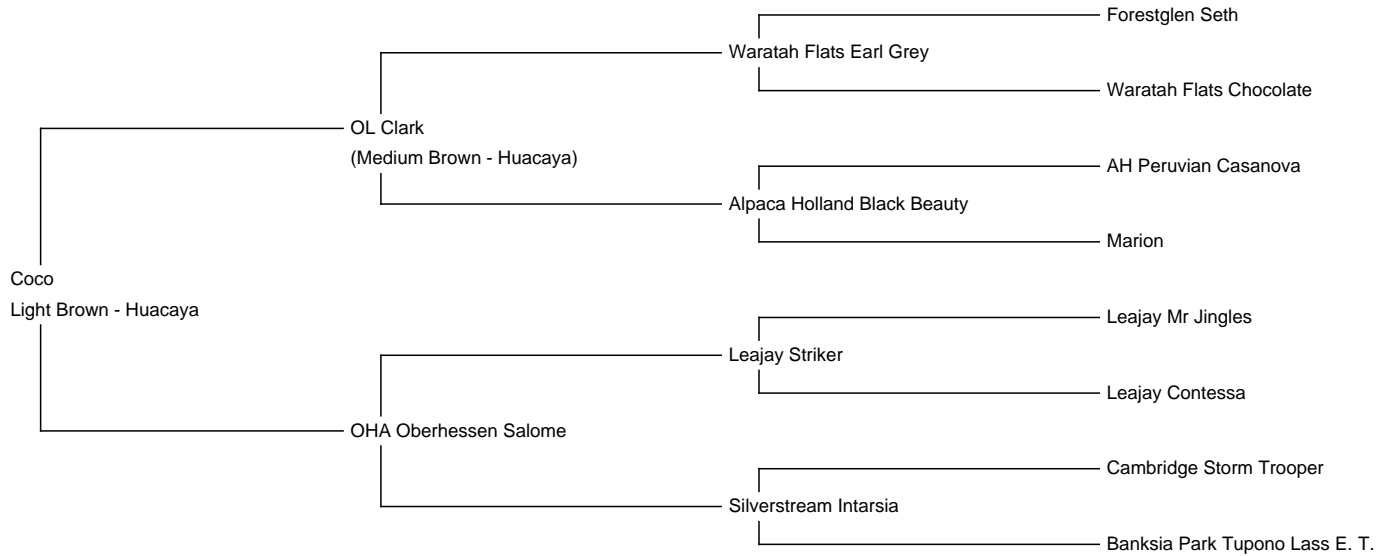 Forestglen Seth
Waratah Flats Earl Grey
Waratah Flats Chocolate
OL Clark
(Medium Brown - Huacaya)
AH Peruvian Casanova
Alpaca Holland Black Beauty
Marion
Coco
Light Brown - Huacaya
Leajay Mr Jingles
Leajay Striker
Leajay Contessa
OHA Oberhessen Salome
Cambridge Storm Trooper
Silverstream Intarsia
Banksia Park Tupono Lass E. T.